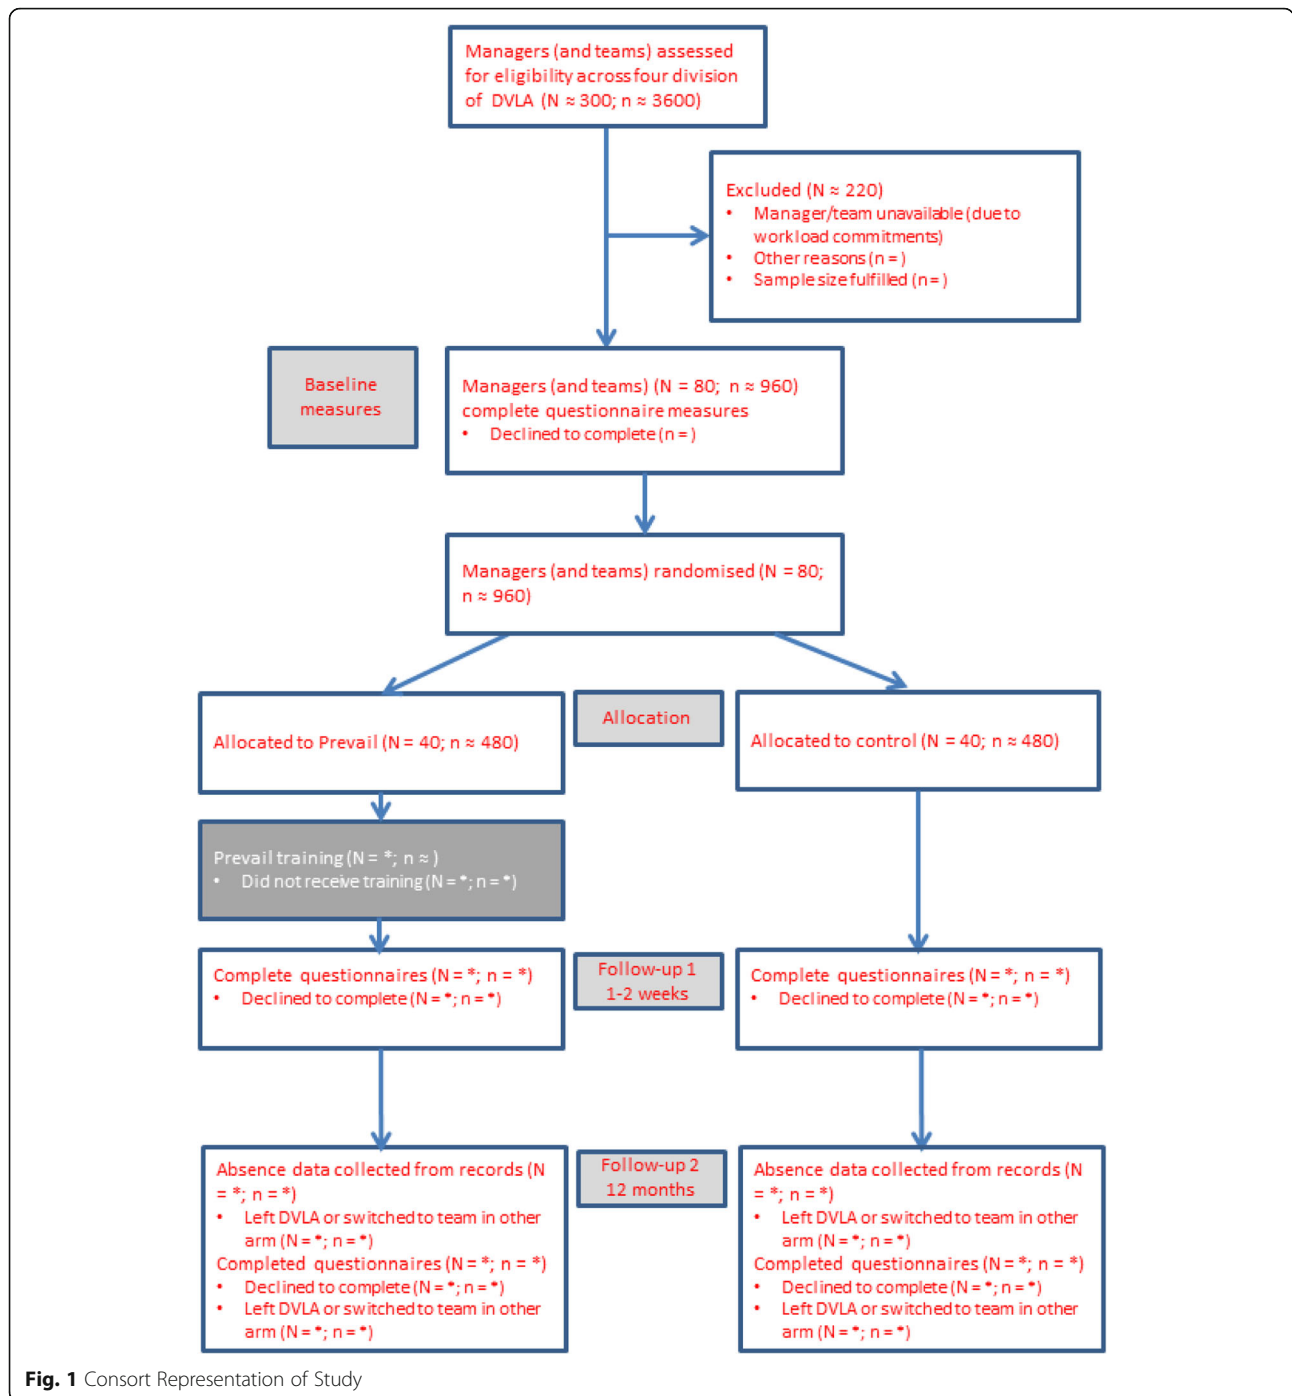 Managers (and teams) assessed
for eligibility across four division
of DVLA (N ≈ 300; n ≈ 3600)
Excluded (N ≈ 220)
• Manager/team unavailable (due to
workload commitments)
• Other reasons (n = )
• Sample size fulfilled (n = )
Baseline
measures
Managers (and teams) (N = 80; n ≈ 960)
complete questionnaire measures
• Declined to complete (n = )
Managers (and teams) randomised (N = 80;
n ≈ 960)
Allocated to Prevail (N = 40; n ≈ 480)
Allocation
Allocated to control (N = 40; n ≈ 480)
Prevail training (N = *; n ≈ )
• Did not receive training (N = *; n = *)
Complete questionnaires (N = *; n = *)
• Declined to complete (N = *; n = *)
Follow-up 1
1-2 weeks
Complete questionnaires (N = *; n = *)
• Declined to complete (N = *; n = *)
Absence data collected from records (N
= *; n = *)
• Left DVLA or switched to team in other
arm (N = *; n = *)
Completed questionnaires (N = *; n = *)
• Declined to complete (N = *; n = *)
• Left DVLA or switched to team in other
arm (N = *; n = *)
Follow-up 2
12 months
Absence data collected from records (N
= *; n = *)
• Left DVLA or switched to team in other
arm (N = *; n = *)
Completed questionnaires (N = *; n = *)
• Declined to complete (N = *; n = *)
• Left DVLA or switched to team in other
arm (N = *; n = *)
Fig. 1 Consort Representation of Study